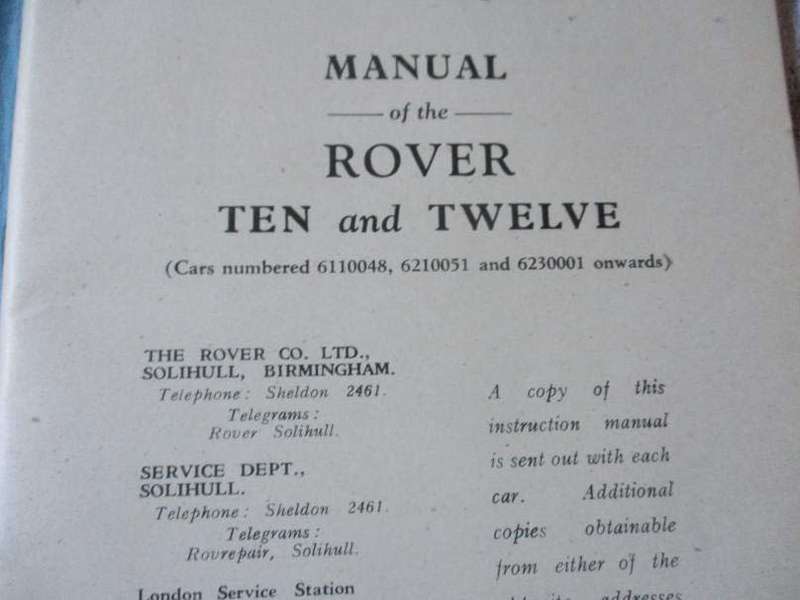 MANUAL
of the
ROVER
TEN and TWELVE
(Cars numbered 6110048, 6210051 and 6230001 onwards)
THE ROVER CO. LTD.,
SOLIHULL, BIRMINGHAM.
Telephone: Sheldon 2461.
Telegrams:
Rover Solihull.
SERVICE DEPT.,
SOLIHULL.
Telephone: Sheldon 2461.
Telegrams:
Rovrepair, Solihull.
London Service Station
A copy of this
instruction manual
is sent out with each
car. Additional
copies obtainable
from either of the
addresses